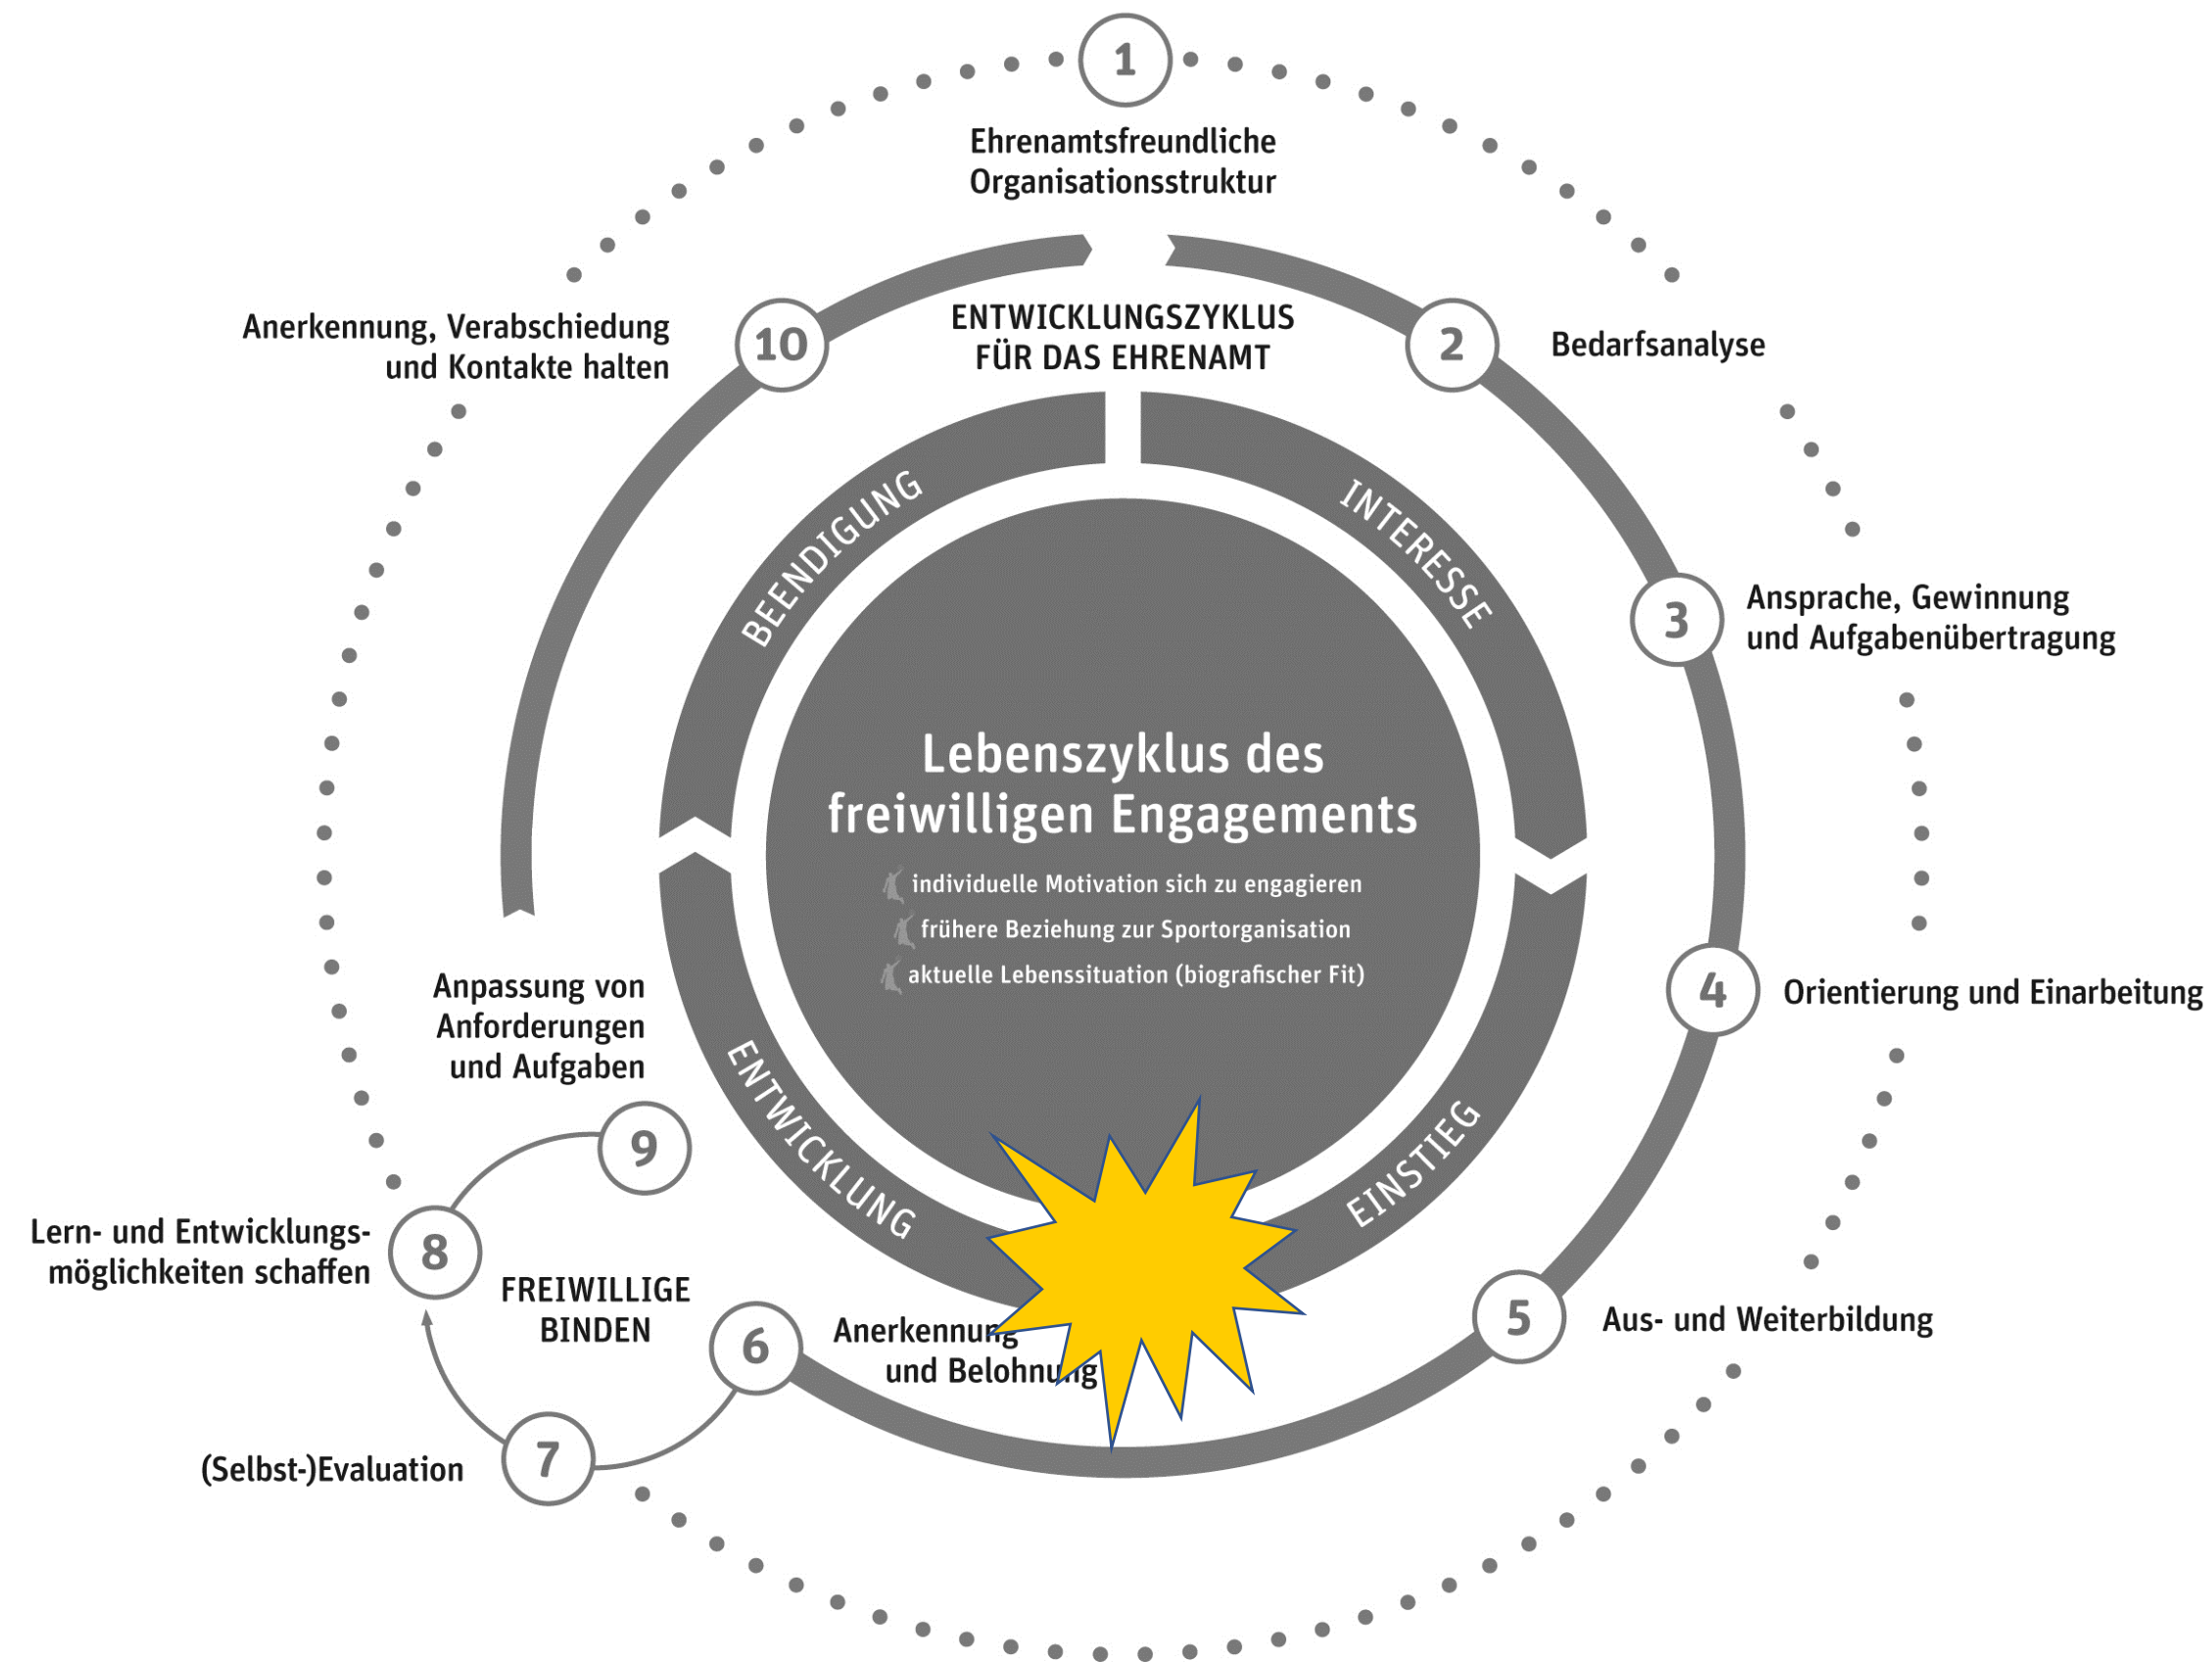 1
Ehrenamtsfreundliche
Organisationsstruktur
ENTWICKLUNGSZYKLUS
FÜR DAS EHRENAMT
2
Bedarfsanalyse
3
Ansprache, Gewinnung
und Aufgabenübertragung
4
Orientierung und Einarbeitung
5
Aus- und Weiterbildung
6
Anerkennung
und Belohnung
FREIWILLIGE
BINDEN
7
(Selbst-)Evaluation
8
Lern- und Entwicklungs-
möglichkeiten schaffen
9
Anpassung von
Anforderungen
und Aufgaben
10
Anerkennung, Verabschiedung
und Kontakte halten
INTERESSE
EINSTIEG
ENTWICKLUNG
BEENDIGUNG
Lebenszyklus des
freiwilligen Engagements
individuelle Motivation sich zu engagieren
frühere Beziehung zur Sportorganisation
aktuelle Lebenssituation (biografischer Fit)